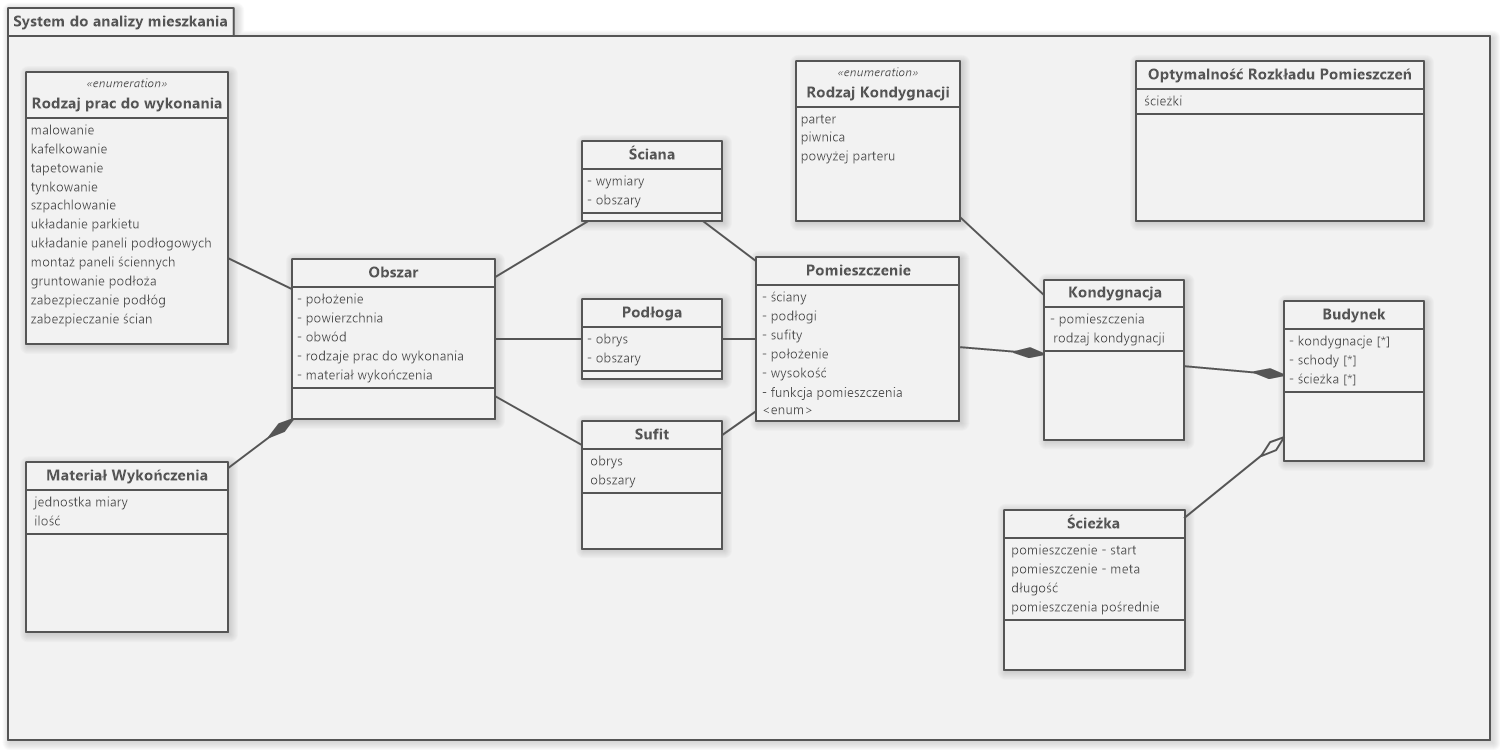 System do analizy mieszkania
«enumeration»
Rodzaj prac do wykonania
malowanie
kafelkowanie
tapetowanie
tynkowanie
szpachlowanie
układanie parkietu
układanie paneli podłogowych
montaż paneli ściennych
gruntowanie podłoża
zabezpieczanie podłóg
zabezpieczanie ścian
Materiał Wykończenia
jednostka miary
ilość
Obszar
- położenie
- powierzchnia
- obwód
- rodzaje prac do wykonania
- materiał wykończenia
Ściana
- wymiary
- obszary
Podłoga
- obrys
- obszary
Sufit
obrys
obszary
«enumeration»
Rodzaj Kondygnacji
parter
piwnica
powyżej parteru
Pomieszczenie
- ściany
- podłogi
- sufity
- położenie
- wysokość
- funkcja pomieszczenia
<enum>
Optymalność Rozkładu Pomieszczeń
ścieżki
Kondygnacja
- pomieszczenia
rodzaj kondygnacji
Budynek
- kondygnacje [*]
- schody [*]
- ścieżka [*]
Ścieżka
pomieszczenie - start
pomieszczenie - meta
długość
pomieszczenia pośrednie